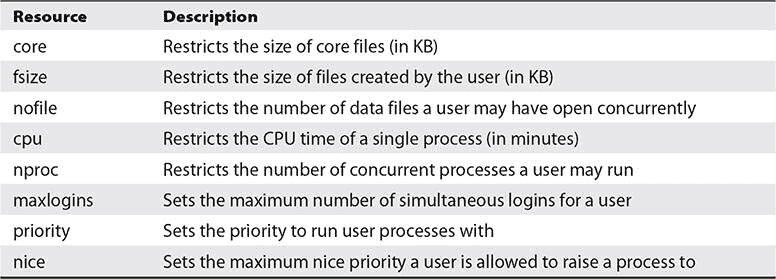 Resource Description
core Restricts the size of core files (in KB)
fsize Restricts the size of files created by the user (in KB)
nofile Restricts the number of data files a user may have open concurrently
cpu Restricts the CPU time of a single process (in minutes)
nproc Restricts the number of concurrent processes a user may run
maxlogins Sets the maximum number of simultaneous logins for a user
priority Sets the priority to run user processes with
nice Sets the maximum nice priority a user is allowed to raise a process to